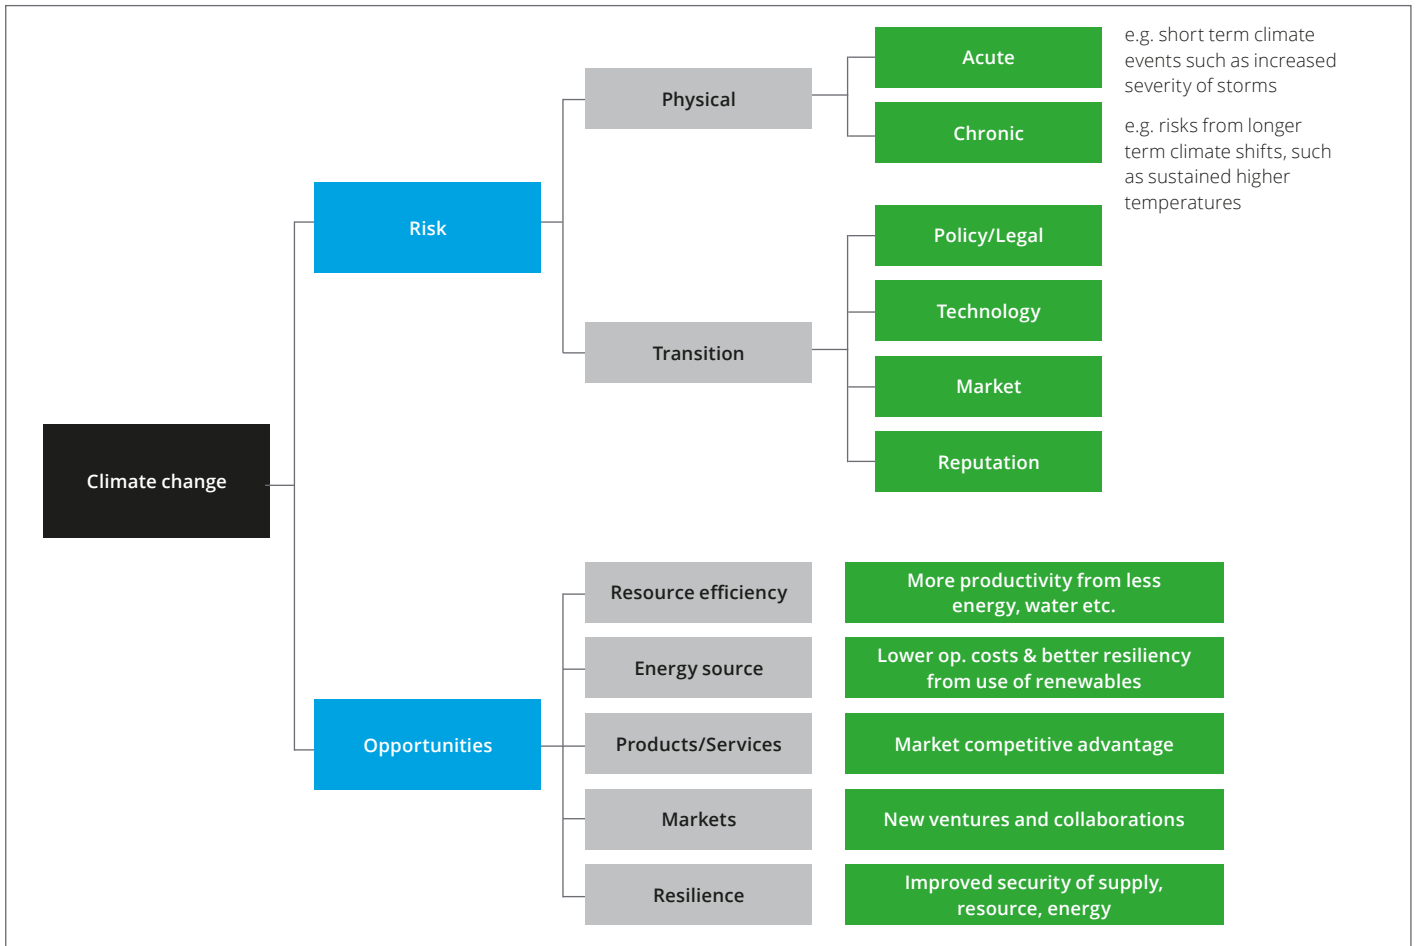 Acute
e.g. short term climate
events such as increased
severity of storms
Physical
Chronic
e.g. risks from longer
term climate shifts, such
as sustained higher
temperatures
Risk
Policy/Legal
Technology
Transition
Market
Reputation
Climate change
Resource efficiency
More productivity from less
energy, water etc.
Energy source
Lower op. costs & better resiliency
from use of renewables
Opportunities
Products/Services
Market competitive advantage
Markets
New ventures and collaborations
Resilience
Improved security of supply,
resource, energy